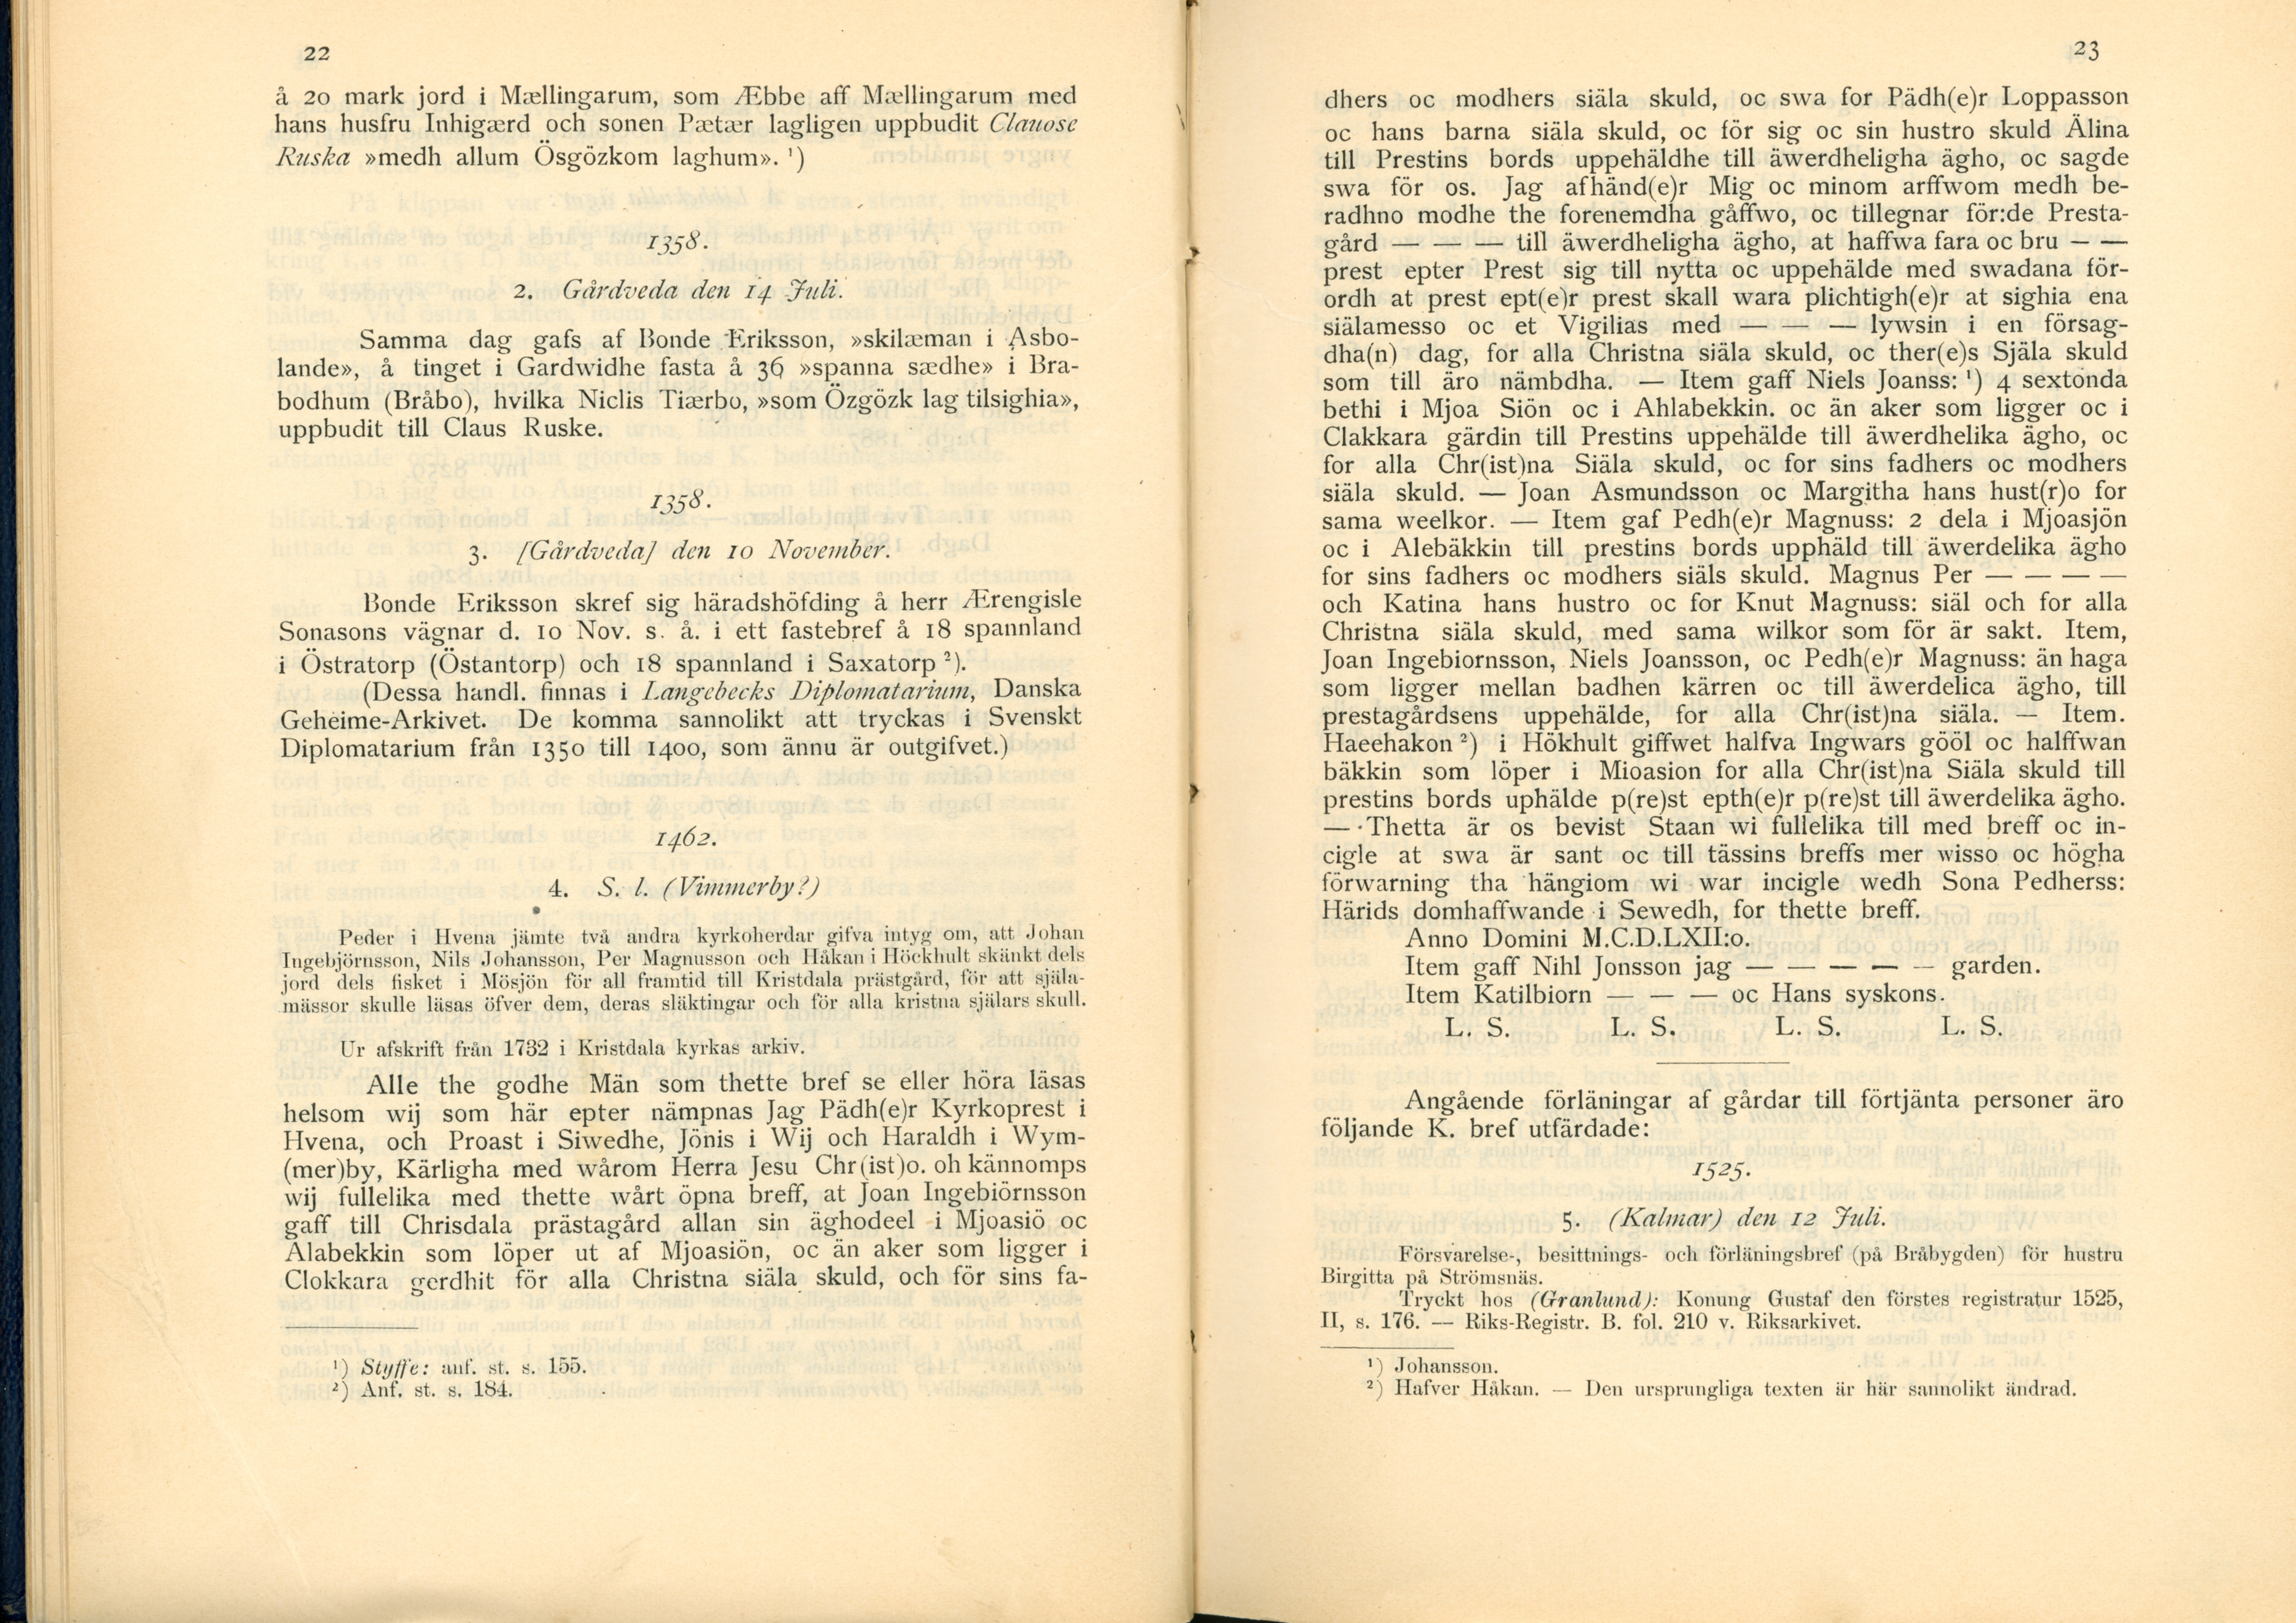 22
å 20 mark jord i Mællingarum, som Æbbe aff Mællingarum med
hans husfru Inhigærd och sonen Pætær lagligen uppbudit Clauose
Ruska »medh allum Ösgözkom laghum». ¹)
1358.
2. Gårdveda den 14 Juli.
Samma dag gafs af Bonde Eriksson, »skilæman i Asbo-
lande», å tinget i Gardwidhe fasta å 36 »spanna sædhe» i Bra-
bodhum (Bråbo), hvilka Niclis Tiærbo, »som Özgözk lag tilsighia»,
uppbudit till Claus Ruske.
1358.
3. [Gårdveda] den 10 November.
Bonde Eriksson skref sig häradshöfding å herr Ærengisle
Sonasons vägnar d. 10 Nov. s. å. i ett fastebref å 18 spannland
i Östratorp (Östantorp) och 18 spannland i Saxatorp ²).
(Dessa handl. finnas i Langebecks Diplomatarium, Danska
Geheime-Arkivet. De komma sannolikt att tryckas i Svenskt
Diplomatarium från 1350 till 1400, som ännu är outgifvet.)
1462.
4. S. l. (Vimmerby?)
Peder i Hvena jämte två andra kyrkoherdar gifva intyg om, att Johan
Ingebjörnsson, Nils Johansson, Per Magnusson och Håkan i Höckhult skänkt dels
jord dels fisket i Mösjön för all framtid till Kristdala prästgård, för att själa-
mässor skulle läsas öfver dem, deras släktingar och för alla kristna själars skull.
Ur afskrift från 1732 i Kristdala kyrkas arkiv.
Alle the godhe Män som thette bref se eller höra läsas
helsom wij som här epter nämpnas Jag Pädh(e)r Kyrkoprest i
Hvena, och Proast i Siwedhe, Jönis i Wij och Haraldh i Wym-
(mer)by, Kärligha med wårom Herra Jesu Chr(ist)o. oh kännomps
wij fullelika med thette wårt öpna breff, at Joan Ingebiörnsson
gaff till Chrisdala prästagård allan sin äghodeel i Mjoasiö oc
Alabekkin som löper ut af Mjoasiön, oc än aker som ligger i
Clokkara gerdhit för alla Christna siäla skuld, och för sins fa-
¹) Styffe: anf. st. s. 155.
²) Anf. st. s. 184.
23
dhers oc modhers siäla skuld, oc swa for Pädh(e)r Loppasson
oc hans barna siäla skuld, oc för sig oc sin hustro skuld Älina
till Prestins bords uppehäldhe till äwerdheligha ägho, oc sagde
swa för os. Jag afhänd(e)r Mig oc minom arffwom medh be-
radhno modhe the forenemdha gåffwo, oc tillegnar för:de Presta-
gård — — — till äwerdheligha ägho, at haffwa fara oc bru — —
prest epter Prest sig till nytta oc uppehälde med swadana för-
ordh at prest ept(e)r prest skall wara plichtigh(e)r at sighia ena
siälamesso oc et Vigilias med — — — lywsin i en försag-
dha(n) dag, for alla Christna siäla skuld, oc ther(e)s Själa skuld
som till äro nämbdha. — Item gaff Niels Joanss: ¹) 4 sextonda
bethi i Mjoa Siön oc i Ahlabekkin. oc än aker som ligger oc i
Clakkara gärdin till Prestins uppehälde till äwerdhelika ägho, oc
for alla Chr(ist)na Siäla skuld, oc for sins fadhers oc modhers
siäla skuld. — Joan Asmundsson oc Margitha hans hust(r)o for
sama weelkor. — Item gaf Pedh(e)r Magnuss: 2 dela i Mjoasjön
oc i Alebäkkin till prestins bords upphäld till äwerdelika ägho
for sins fadhers oc modhers siäls skuld. Magnus Per — — — —
och Katina hans hustro oc for Knut Magnuss: siäl och for alla
Christna siäla skuld, med sama wilkor som för är sakt. Item,
Joan Ingebiornsson, Niels Joansson, oc Pedh(e)r Magnuss: än haga
som ligger mellan badhen kärren oc till äwerdelica ägho, till
prestagårdsens uppehälde, for alla Chr(ist)na siäla. — Item.
Haeehakon ²) i Hökhult giffwet halfva Ingwars gööl oc halffwan
bäkkin som löper i Mioasion for alla Chr(ist)na Siäla skuld till
prestins bords uphälde p(re)st epth(e)r p(re)st till äwerdelika ägho.
— Thetta är os bevist Staan wi fullelika till med breff oc in-
cigle at swa är sant oc till tässins breffs mer wisso oc högha
förwarning tha hängiom wi war incigle wedh Sona Pedherss:
Härids domhaffwande i Sewedh, for thette breff.
Anno Domini M.C.D.LXII:o.
Item gaff Nihl Jonsson jag — — — — — garden.
Item Katilbiorn — — — oc Hans syskons.
L. S. L. S. L. S. L. S.
Angående förläningar af gårdar till förtjänta personer äro
följande K. bref utfärdade:
1525.
5. (Kalmar) den 12 Juli.
Försvarelse-, besittnings- och förläningsbref (på Bråbygden) för hustru
Birgitta på Strömsnäs.
Tryckt hos (Granlund): Konung Gustaf den förstes registratur 1525,
II, s. 176. — Riks-Registr. B. fol. 210 v. Riksarkivet.
¹) Johansson.
²) Hafver Håkan. — Den ursprungliga texten är här sannolikt ändrad.